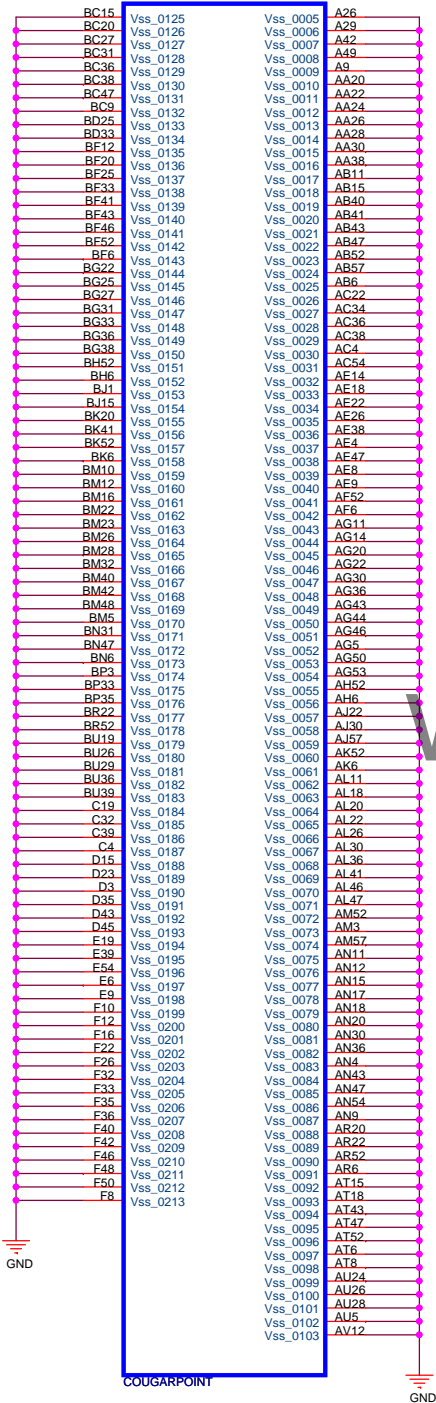 BC15 Vss_0125
BC20 Vss_0126
BC27 Vss_0127
BC31 Vss_0128
BC36 Vss_0129
BC38 Vss_0130
BC47 Vss_0131
BC9 Vss_0132
BD25 Vss_0133
BD33 Vss_0134
BF12 Vss_0135
BF20 Vss_0136
BF25 Vss_0137
BF33 Vss_0138
BF41 Vss_0139
BF43 Vss_0140
BF46 Vss_0141
BF52 Vss_0142
BF6 Vss_0143
BG22 Vss_0144
BG25 Vss_0145
BG27 Vss_0146
BG31 Vss_0147
BG33 Vss_0148
BG36 Vss_0149
BG38 Vss_0150
BH52 Vss_0151
BH6 Vss_0152
BJ1 Vss_0153
BJ15 Vss_0154
BK20 Vss_0155
BK41 Vss_0156
BK52 Vss_0157
BK6 Vss_0158
BM10 Vss_0159
BM12 Vss_0160
BM16 Vss_0161
BM22 Vss_0162
BM23 Vss_0163
BM26 Vss_0164
BM28 Vss_0165
BM32 Vss_0166
BM40 Vss_0167
BM42 Vss_0168
BM48 Vss_0169
BM5 Vss_0170
BN31 Vss_0171
BN47 Vss_0172
BN6 Vss_0173
BP3 Vss_0174
BP33 Vss_0175
BP35 Vss_0176
BR22 Vss_0177
BR52 Vss_0178
BU19 Vss_0179
BU26 Vss_0180
BU29 Vss_0181
BU36 Vss_0182
BU39 Vss_0183
C19 Vss_0184
C32 Vss_0185
C39 Vss_0186
C4 Vss_0187
D15 Vss_0188
D23 Vss_0189
D3 Vss_0190
D35 Vss_0191
D43 Vss_0192
D45 Vss_0193
E19 Vss_0194
E39 Vss_0195
E54 Vss_0196
E6 Vss_0197
E9 Vss_0198
F10 Vss_0199
F12 Vss_0200
F16 Vss_0201
F22 Vss_0202
F26 Vss_0203
F32 Vss_0204
F33 Vss_0205
F35 Vss_0206
F36 Vss_0207
F40 Vss_0208
F42 Vss_0209
F46 Vss_0210
F48 Vss_0211
F50 Vss_0212
F8 Vss_0213
GND
Vss_0005 A26
Vss_0006 A29
Vss_0007 A42
Vss_0008 A49
Vss_0009 A9
Vss_0010 AA20
Vss_0011 AA22
Vss_0012 AA24
Vss_0013 AA26
Vss_0014 AA28
Vss_0015 AA30
Vss_0016 AA38
Vss_0017 AB11
Vss_0018 AB15
Vss_0019 AB40
Vss_0020 AB41
Vss_0021 AB43
Vss_0022 AB47
Vss_0023 AB52
Vss_0024 AB57
Vss_0025 AB6
Vss_0026 AC22
Vss_0027 AC34
Vss_0028 AC36
Vss_0029 AC38
Vss_0030 AC4
Vss_0031 AC54
Vss_0032 AE14
Vss_0033 AE18
Vss_0034 AE22
Vss_0035 AE26
Vss_0036 AE38
Vss_0037 AE4
Vss_0038 AE47
Vss_0039 AE8
Vss_0040 AE9
Vss_0041 AF52
Vss_0042 AF6
Vss_0043 AG11
Vss_0044 AG14
Vss_0045 AG20
Vss_0046 AG22
Vss_0047 AG30
Vss_0048 AG36
Vss_0049 AG43
Vss_0050 AG44
Vss_0051 AG46
Vss_0052 AG5
Vss_0053 AG50
Vss_0054 AG53
Vss_0055 AH52
Vss_0056 AH6
Vss_0057 AJ22
Vss_0058 AJ30
Vss_0059 AJ57
Vss_0060 AK52
Vss_0061 AK6
Vss_0062 AL11
Vss_0063 AL18
Vss_0064 AL20
Vss_0065 AL22
Vss_0066 AL26
Vss_0067 AL30
Vss_0068 AL36
Vss_0069 AL41
Vss_0070 AL46
Vss_0071 AL47
Vss_0072 AM52
Vss_0073 AM3
Vss_0074 AM57
Vss_0075 AN11
Vss_0076 AN12
Vss_0077 AN15
Vss_0078 AN17
Vss_0079 AN18
Vss_0080 AN20
Vss_0081 AN30
Vss_0082 AN36
Vss_0083 AN4
Vss_0084 AN43
Vss_0085 AN47
Vss_0086 AN54
Vss_0087 AN9
Vss_0088 AR20
Vss_0089 AR22
Vss_0090 AR52
Vss_0091 AR6
Vss_0092 AT15
Vss_0093 AT18
Vss_0094 AT43
Vss_0095 AT47
Vss_0096 AT52
Vss_0097 AT6
Vss_0098 AT8
Vss_0099 AU24
Vss_0100 AU26
Vss_0101 AU28
Vss_0102 AU5
Vss_0103 AV12
GND
COUGARPOINT